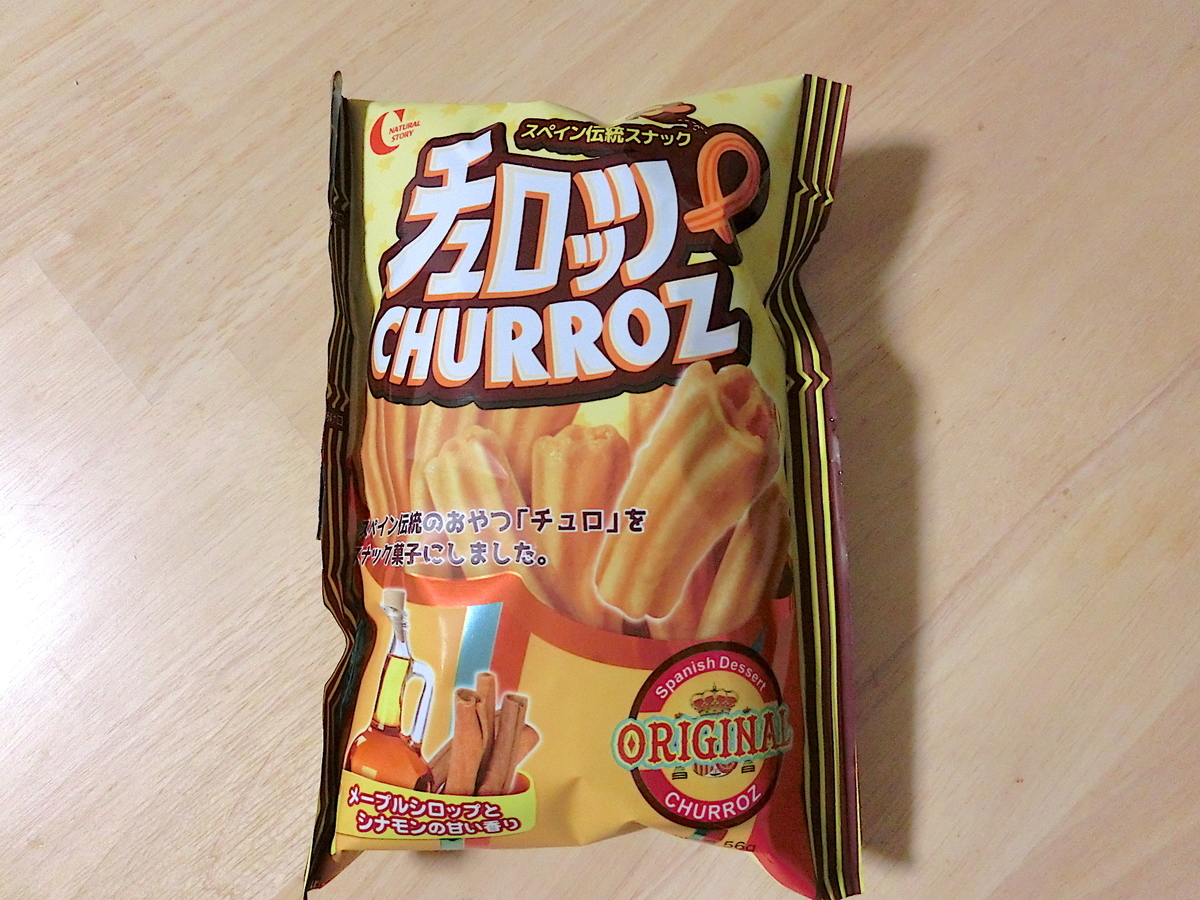 NATURAL
STORY
スペイン伝統スナック
チュロッツ
CHURROZ
スペイン伝統のおやつ「チュロ」を
スナック菓子にしました。
Spanish Dessert
ORIGINAL
CHURROZ
メープルシロップと
シナモンの甘い香り
56g